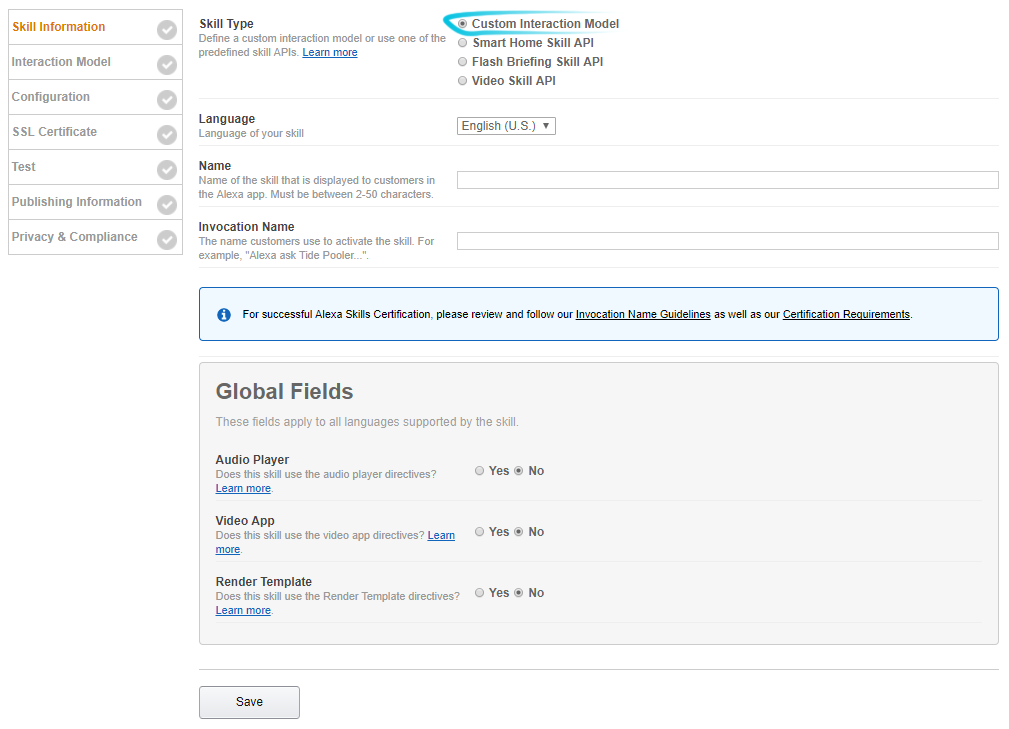 Skill Information
Interaction Model
Configuration
SSL Certificate
Test
Publishing Information
Privacy & Compliance
Skill Type
Define a custom interaction model or use one of the
predefined skill APIs. Learn more
Custom Interaction Model
Smart Home Skill API
Flash Briefing Skill API
Video Skill API
Language
Language of your skill
English (U.S.) ▼
Name
Name of the skill that is displayed to customers in
the Alexa app. Must be between 2-50 characters.
Invocation Name
The name customers use to activate the skill. For
example, "Alexa ask Tide Pooler...".
For successful Alexa Skills Certification, please review and follow our Invocation Name Guidelines as well as our Certification Requirements.
Global Fields
These fields apply to all languages supported by the skill.
Audio Player
Does this skill use the audio player directives?
Learn more.
Yes No
Video App
Does this skill use the video app directives? Learn
more.
Yes No
Render Template
Does this skill use the Render Template directives?
Learn more.
Yes No
Save